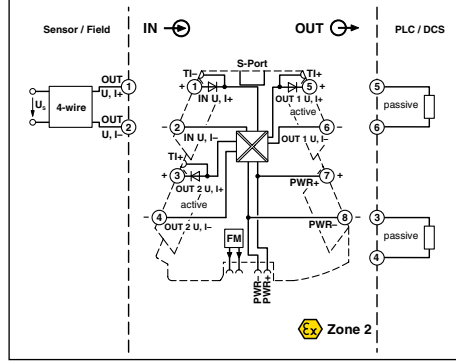 Sensor / Field
IN
OUT
PLC / DCS
S-Port
TI–
TI+
OUT
U, I+
1
+
1
IN U, I+
5
+
OUT 1 U, I+
active
5
passive
6
Us
4-wire
OUT
U, I–
2
–
2
IN U, I–
6
–
OUT 1 U, I–
TI+
+
3
OUT 2 U, I+
active
7
+
PWR+
–
4
OUT 2 U, I–
8
–
PWR–
3
passive
4
FM
PWR–
PWR+
Ex
Zone 2